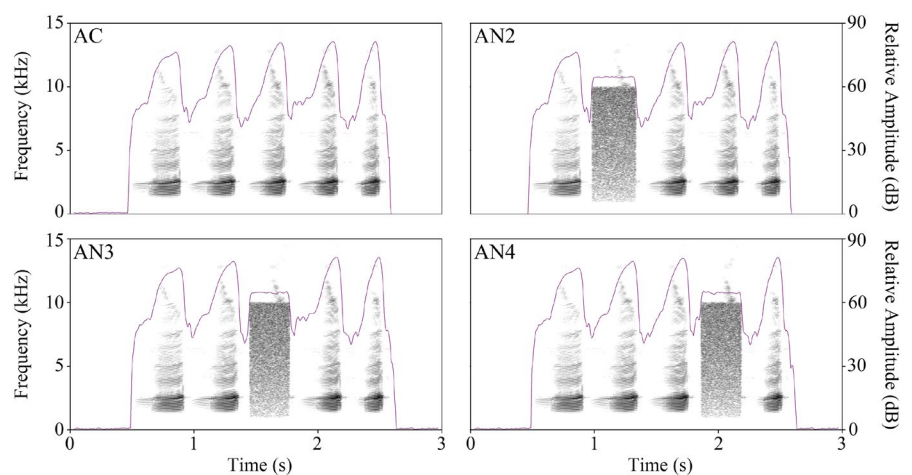 15 AC AN2 90
10 60
5 30
0 0
Frequency (kHz)
Relative Amplitude (dB)
15 AN3 AN4 90
10 60
5 30
0 0
Frequency (kHz)
Relative Amplitude (dB)
0 1 2 3 0 1 2 3
Time (s) Time (s)